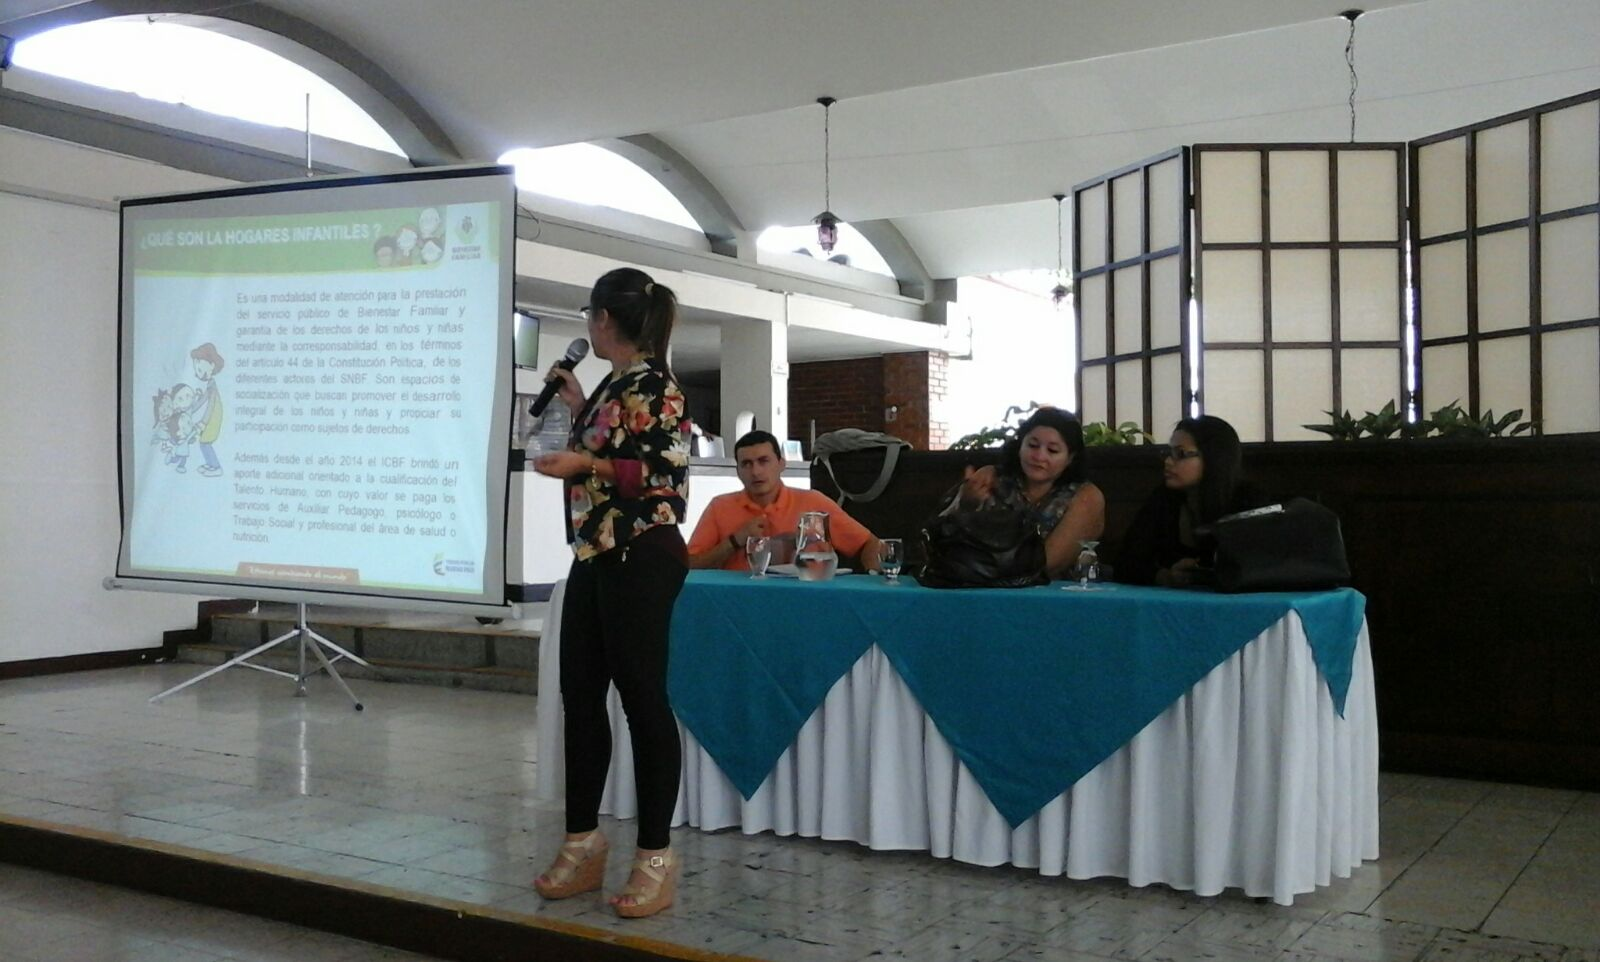 ¿QUÉ SON LA HOGARES INFANTILES ?
BIENESTAR
FAMILIAR
Es una modalidad de atención para la prestación
del servicio público de Bienestar Familiar y
garantía de los derechos de los niños y niñas
mediante la corresponsabilidad, en los términos
del artículo 44 de la Constitución Política, de los
diferentes actores del SNBF. Son espacios de
socialización que buscan promover el desarrollo
integral de los niños y niñas y propiciar su
participación como sujetos de derechos
Además desde el año 2014 el ICBF brindó un
aporte adicional orientado a la cualificación del
Talento Humano, con cuyo valor se paga los
servicios de Auxiliar Pedagogo, psicólogo o
Trabajo Social y profesional del área de salud o
nutrición.
cambiando el mundo